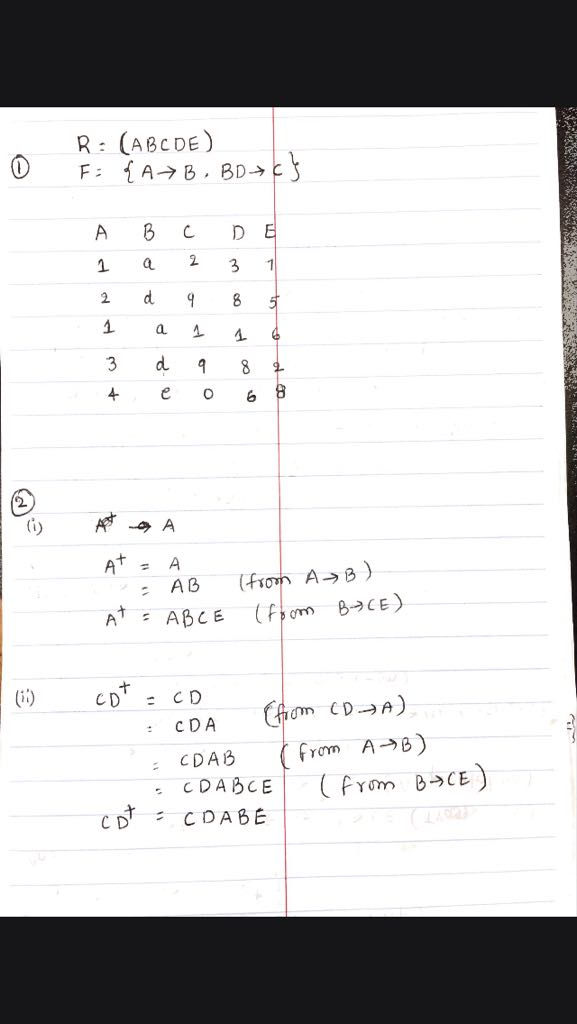 ① R = (ABCDE)
F = {A→B, BD→C}
A B C D E
1 a 2 3 7
2 d 9 8 5
1 a 1 1 6
3 d 9 8 2
4 e 0 6 8
②
(i) → A
A⁺ = A
= AB (from A→B)
A⁺ = ABCE (from B→CE)
(ii) CD⁺ = CD
= CDA (from CD→A)
= CDAB (from A→B)
= CDABCE (from B→CE)
CD⁺ = CDABE